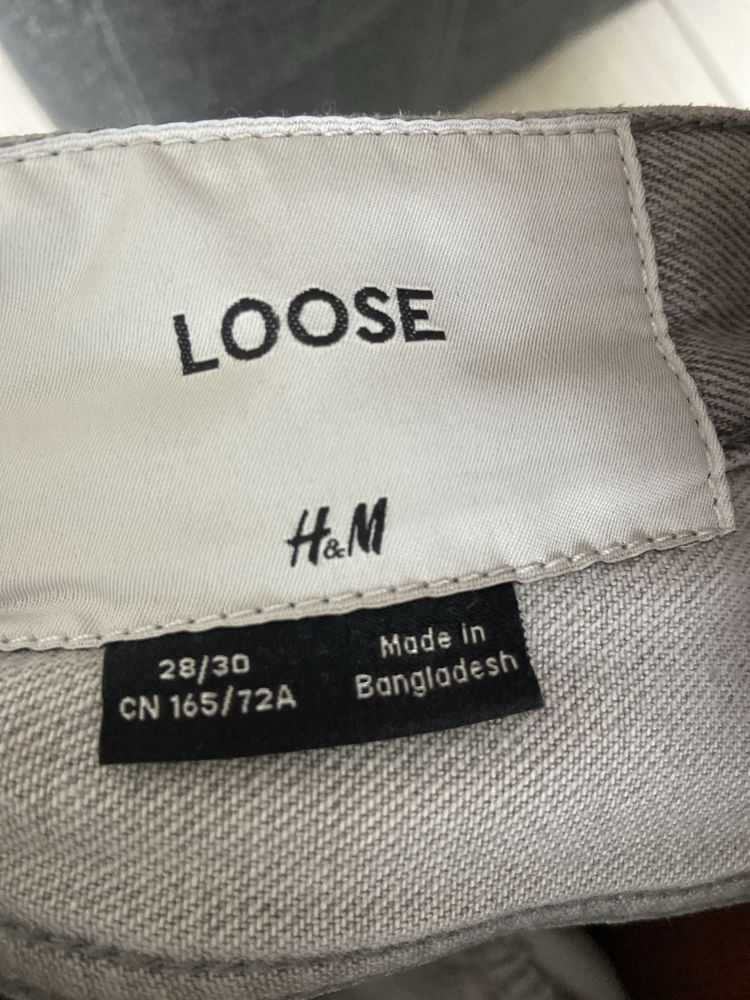 LOOSE
H&M
28/30
CN 165/72A
Made in
Bangladesh